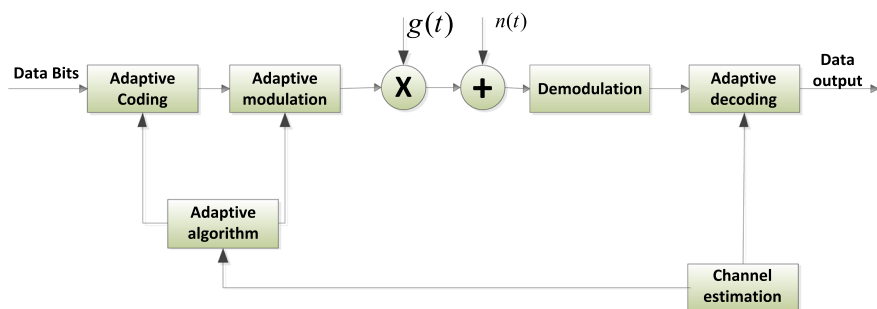 g(t)
n(t)
Data Bits
Adaptive
Coding
Adaptive
modulation
X
+
Demodulation
Adaptive
decoding
Data
output
Adaptive
algorithm
Channel
estimation